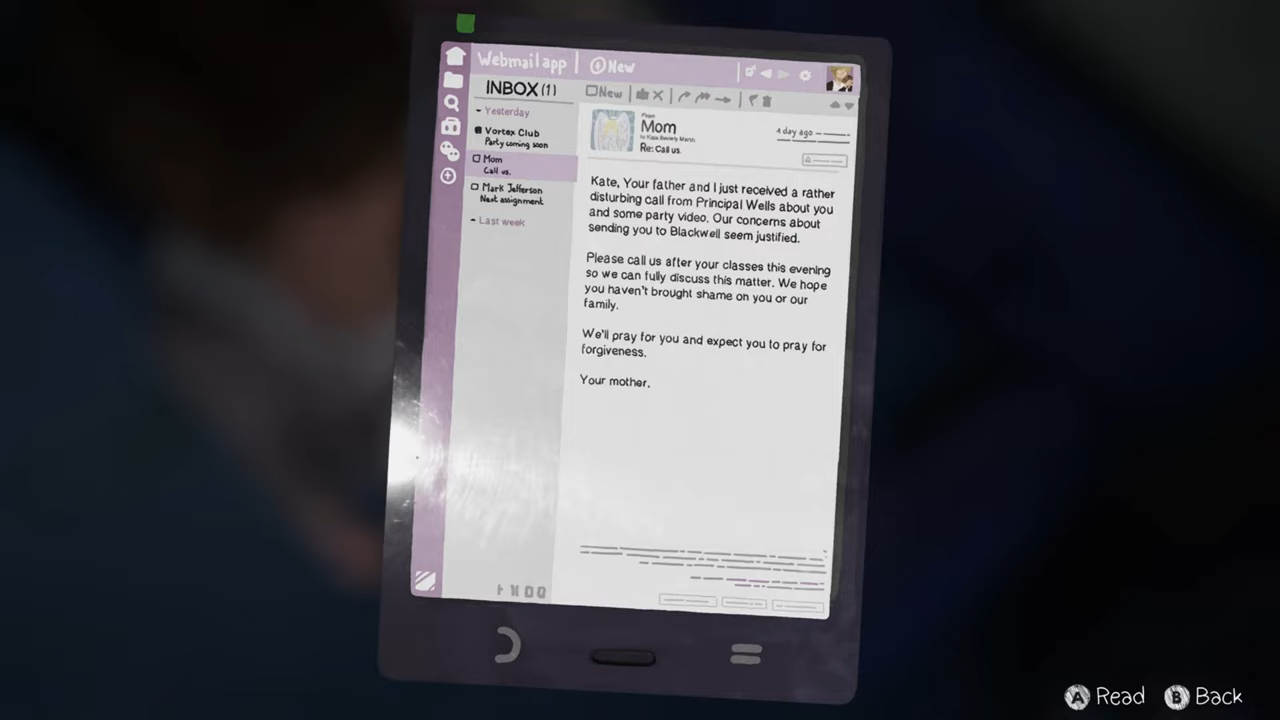 Webmail app
New
INBOX (1)
New
Yesterday
Vortex Club
Party coming soon
Mom
Call us.
Mark Jefferson
Next assignment
Last week
From
Mom
to Kate Beverly Marsh
Re: Call us.
1 day ago
Kate, Your father and I just received a rather
disturbing call from Principal Wells about you
and some party video. Our concerns about
sending you to Blackwell seem justified.
Please call us after your classes this evening
so we can fully discuss this matter. We hope
you haven't brought shame on you or our
family.
We'll pray for you and expect you to pray for
forgiveness.
Your mother.
A Read B Back